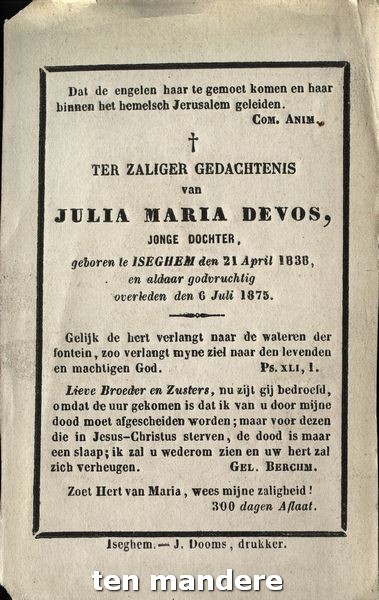 Dat de engelen haar te gemoet komen en haar
binnen het hemelsch Jerusalem geleiden.
COM. ANIM.
†
TER ZALIGER GEDACHTENIS
van
JULIA MARIA DEVOS,
JONGE DOCHTER,
geboren te ISEGHEM den 21 April 1838,
en aldaar godvruchtig
overleden den 6 Juli 1875.
Gelijk de hert verlangt naar de wateren der
fontein, zoo verlangt myne ziel naar den levenden
en machtigen God. Ps. XLI, 1.
Lieve Broeder en Zusters, nu zijt gij bedroefd,
omdat de uur gekomen is dat ik van u door mijne
dood moet afgescheiden worden; maar voor dezen
die in Jesus-Christus sterven, de dood is maar
een slaap; ik zal u wederom zien en uw hert zal
zich verheugen. GEL. BERCHM.
Zoet Hert van Maria, wees mijne zaligheid!
300 dagen Aflaat.
Iseghem.—J. Dooms, drukker.
ten mandere